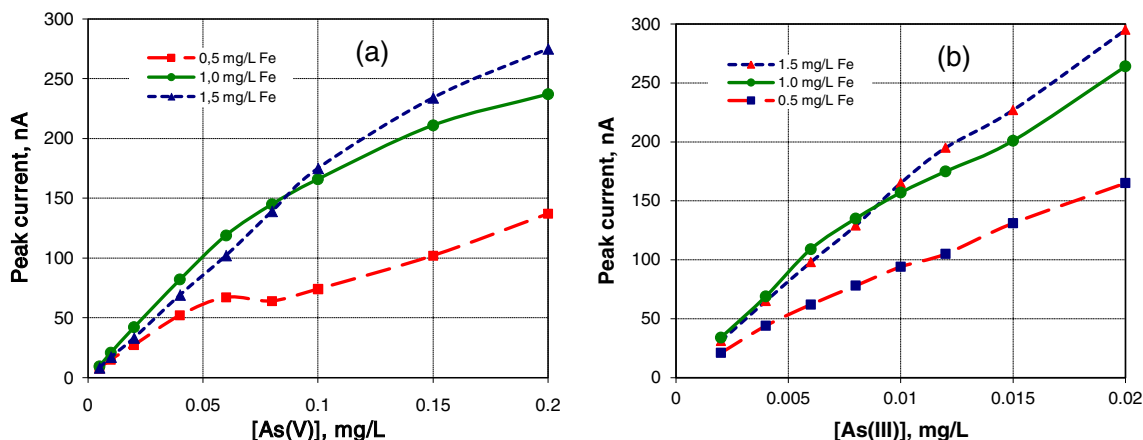 (a)
0,5 mg/L Fe
1,0 mg/L Fe
1,5 mg/L Fe
Peak current, nA
300
250
200
150
100
50
0
0
0.05
0.1
0.15
0.2
[As(V)], mg/L
(b)
1.5 mg/L Fe
1.0 mg/L Fe
0.5 mg/L Fe
Peak current, nA
300
250
200
150
100
50
0
0
0.005
0.01
0.015
0.02
[As(III)], mg/L